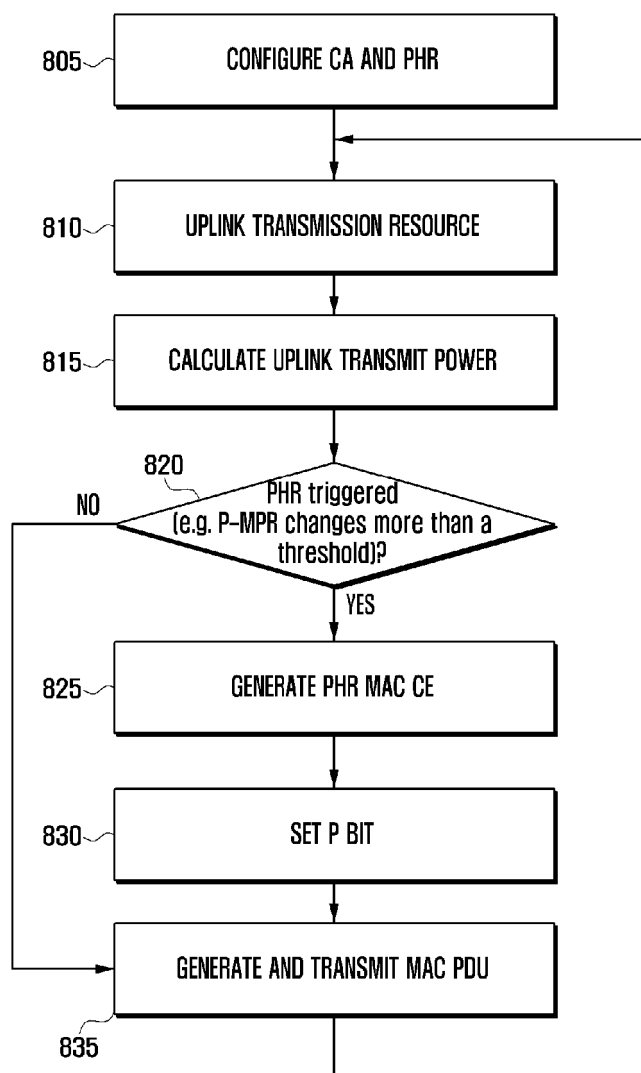 805
CONFIGURE CA AND PHR
810
UPLINK TRANSMISSION RESOURCE
815
CALCULATE UPLINK TRANSMIT POWER
820
NO
PHR triggered
(e.g. P-MPR changes more than a
threshold)?
YES
825
GENERATE PHR MAC CE
830
SET P BIT
GENERATE AND TRANSMIT MAC PDU
835